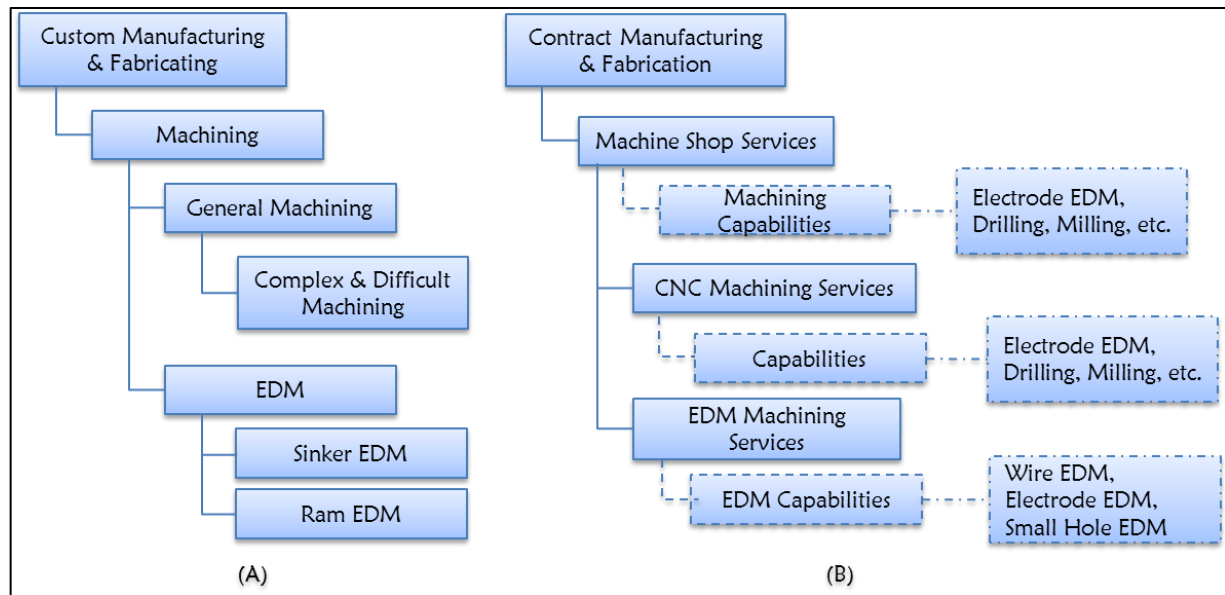 Custom Manufacturing
& Fabricating
Machining
General Machining
Complex & Difficult
Machining
EDM
Sinker EDM
Ram EDM
(A)
Contract Manufacturing
& Fabrication
Machine Shop Services
Machining
Capabilities
Electrode EDM,
Drilling, Milling, etc.
CNC Machining Services
Capabilities
Electrode EDM,
Drilling, Milling, etc.
EDM Machining
Services
EDM Capabilities
Wire EDM,
Electrode EDM,
Small Hole EDM
(B)